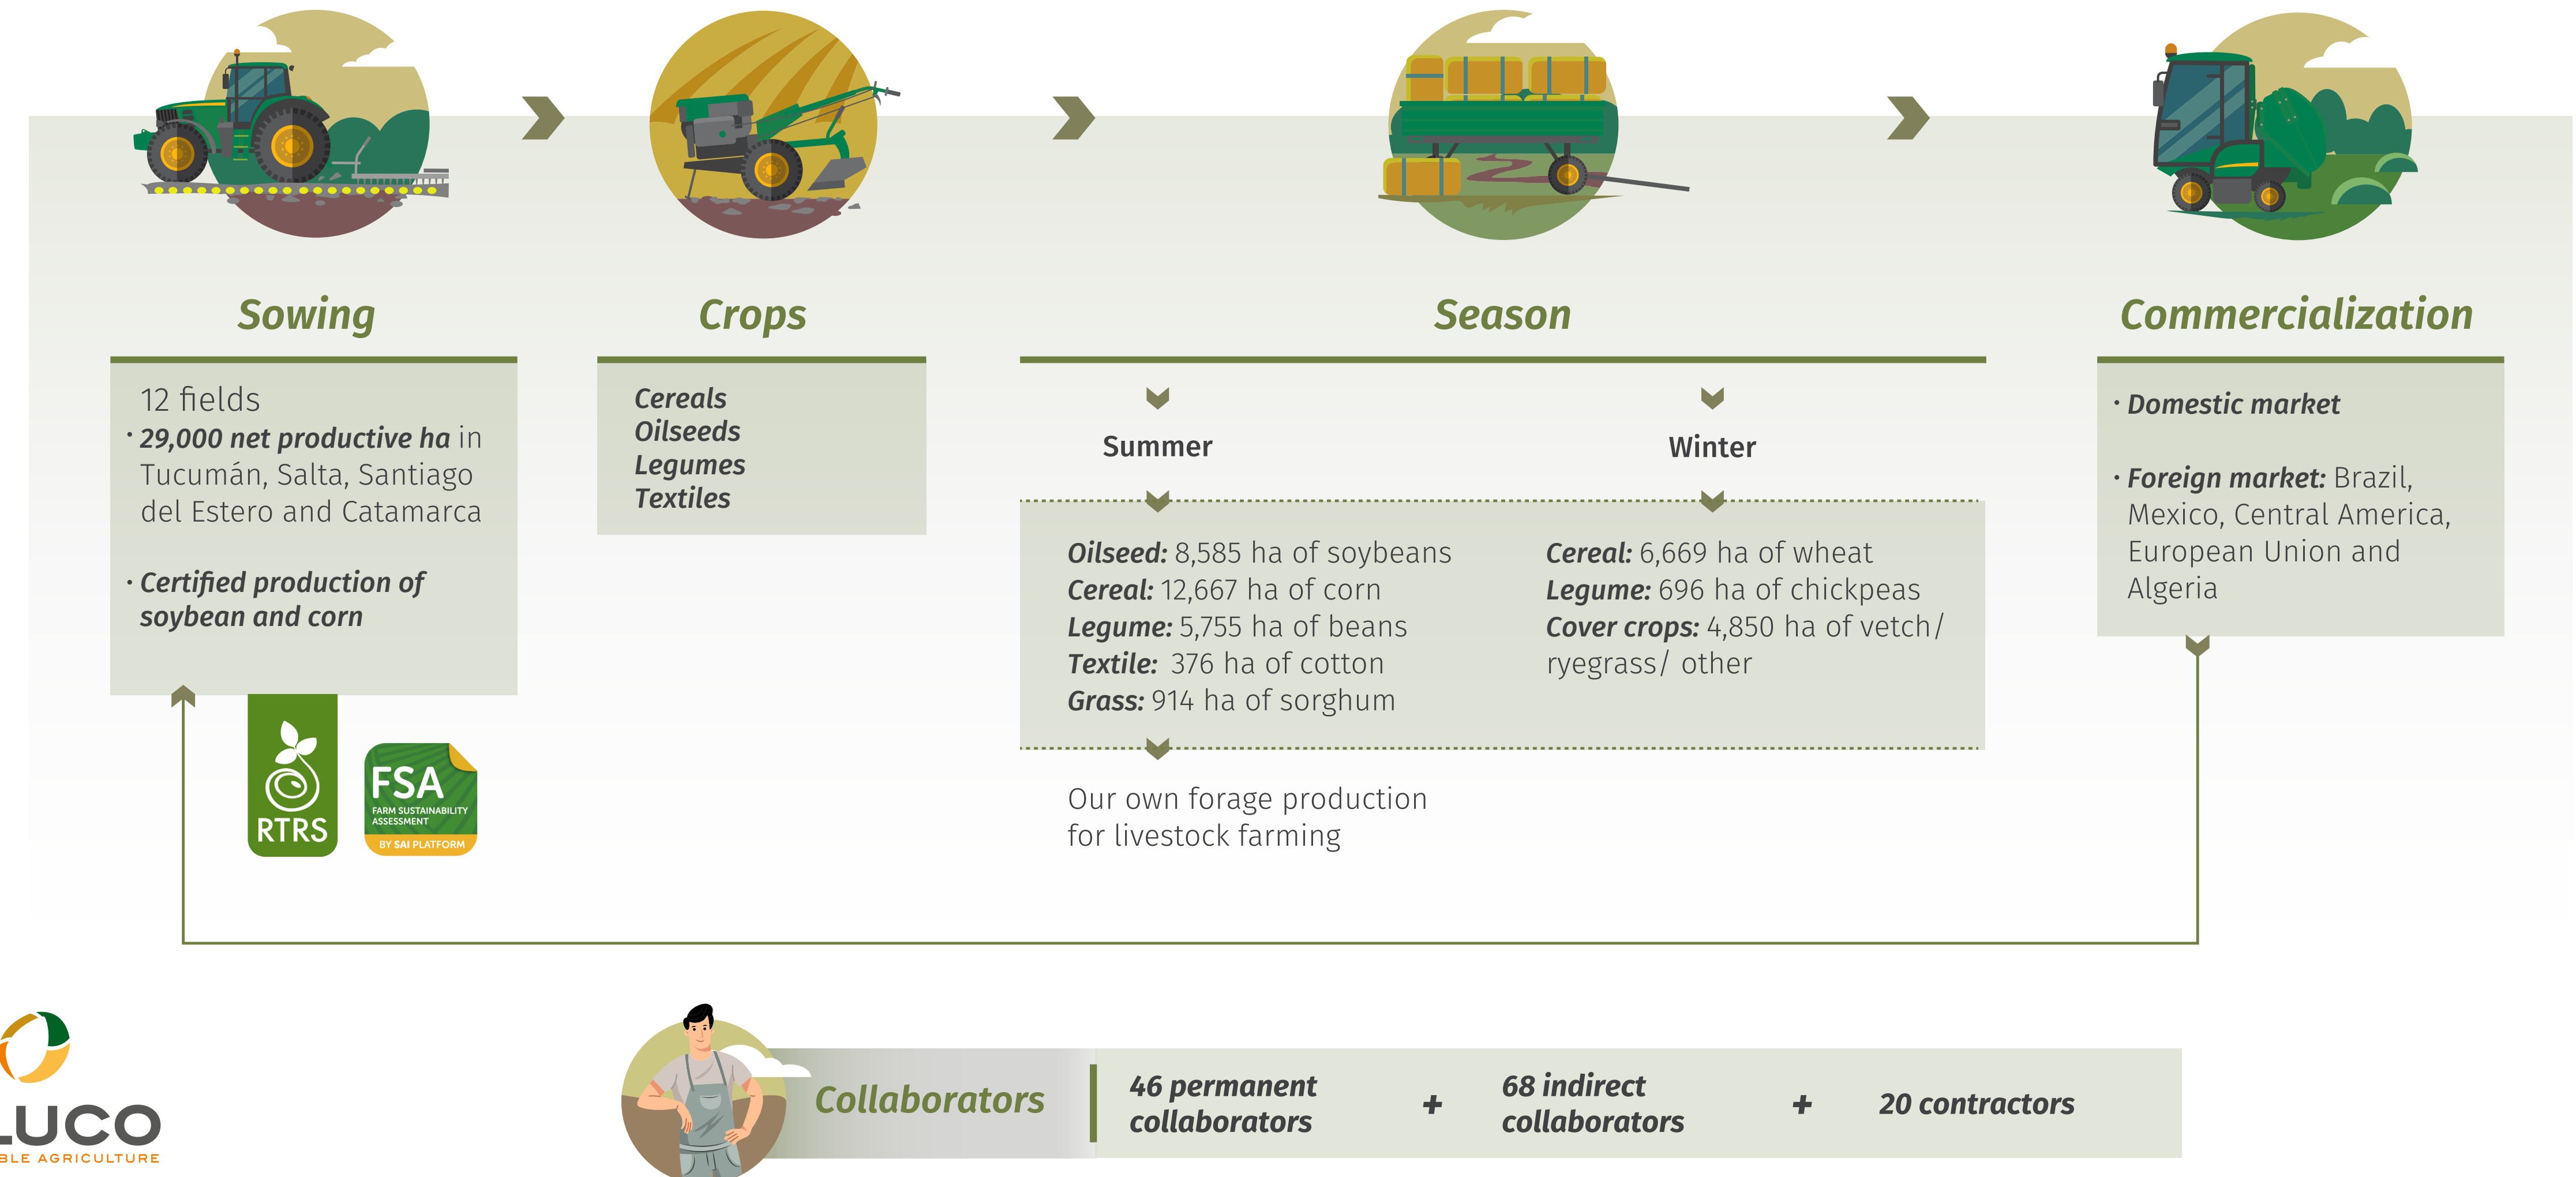 Sowing
12 fields
· 29,000 net productive ha in
Tucumán, Salta, Santiago
del Estero and Catamarca
· Certified production of
soybean and corn
RTRS
FSA
FARM SUSTAINABILITY
ASSESSMENT
BY SAI PLATFORM
Crops
Cereals
Oilseeds
Legumes
Textiles
Season
Summer
Oilseed: 8,585 ha of soybeans
Cereal: 12,667 ha of corn
Legume: 5,755 ha of beans
Textile: 376 ha of cotton
Grass: 914 ha of sorghum
Our own forage production
for livestock farming
Winter
Cereal: 6,669 ha of wheat
Legume: 696 ha of chickpeas
Cover crops: 4,850 ha of vetch/
ryegrass/ other
Commercialization
· Domestic market
· Foreign market: Brazil,
Mexico, Central America,
European Union and
Algeria
LUCO
BLE AGRICULTURE
Collaborators
46 permanent
collaborators
+
68 indirect
collaborators
+
20 contractors